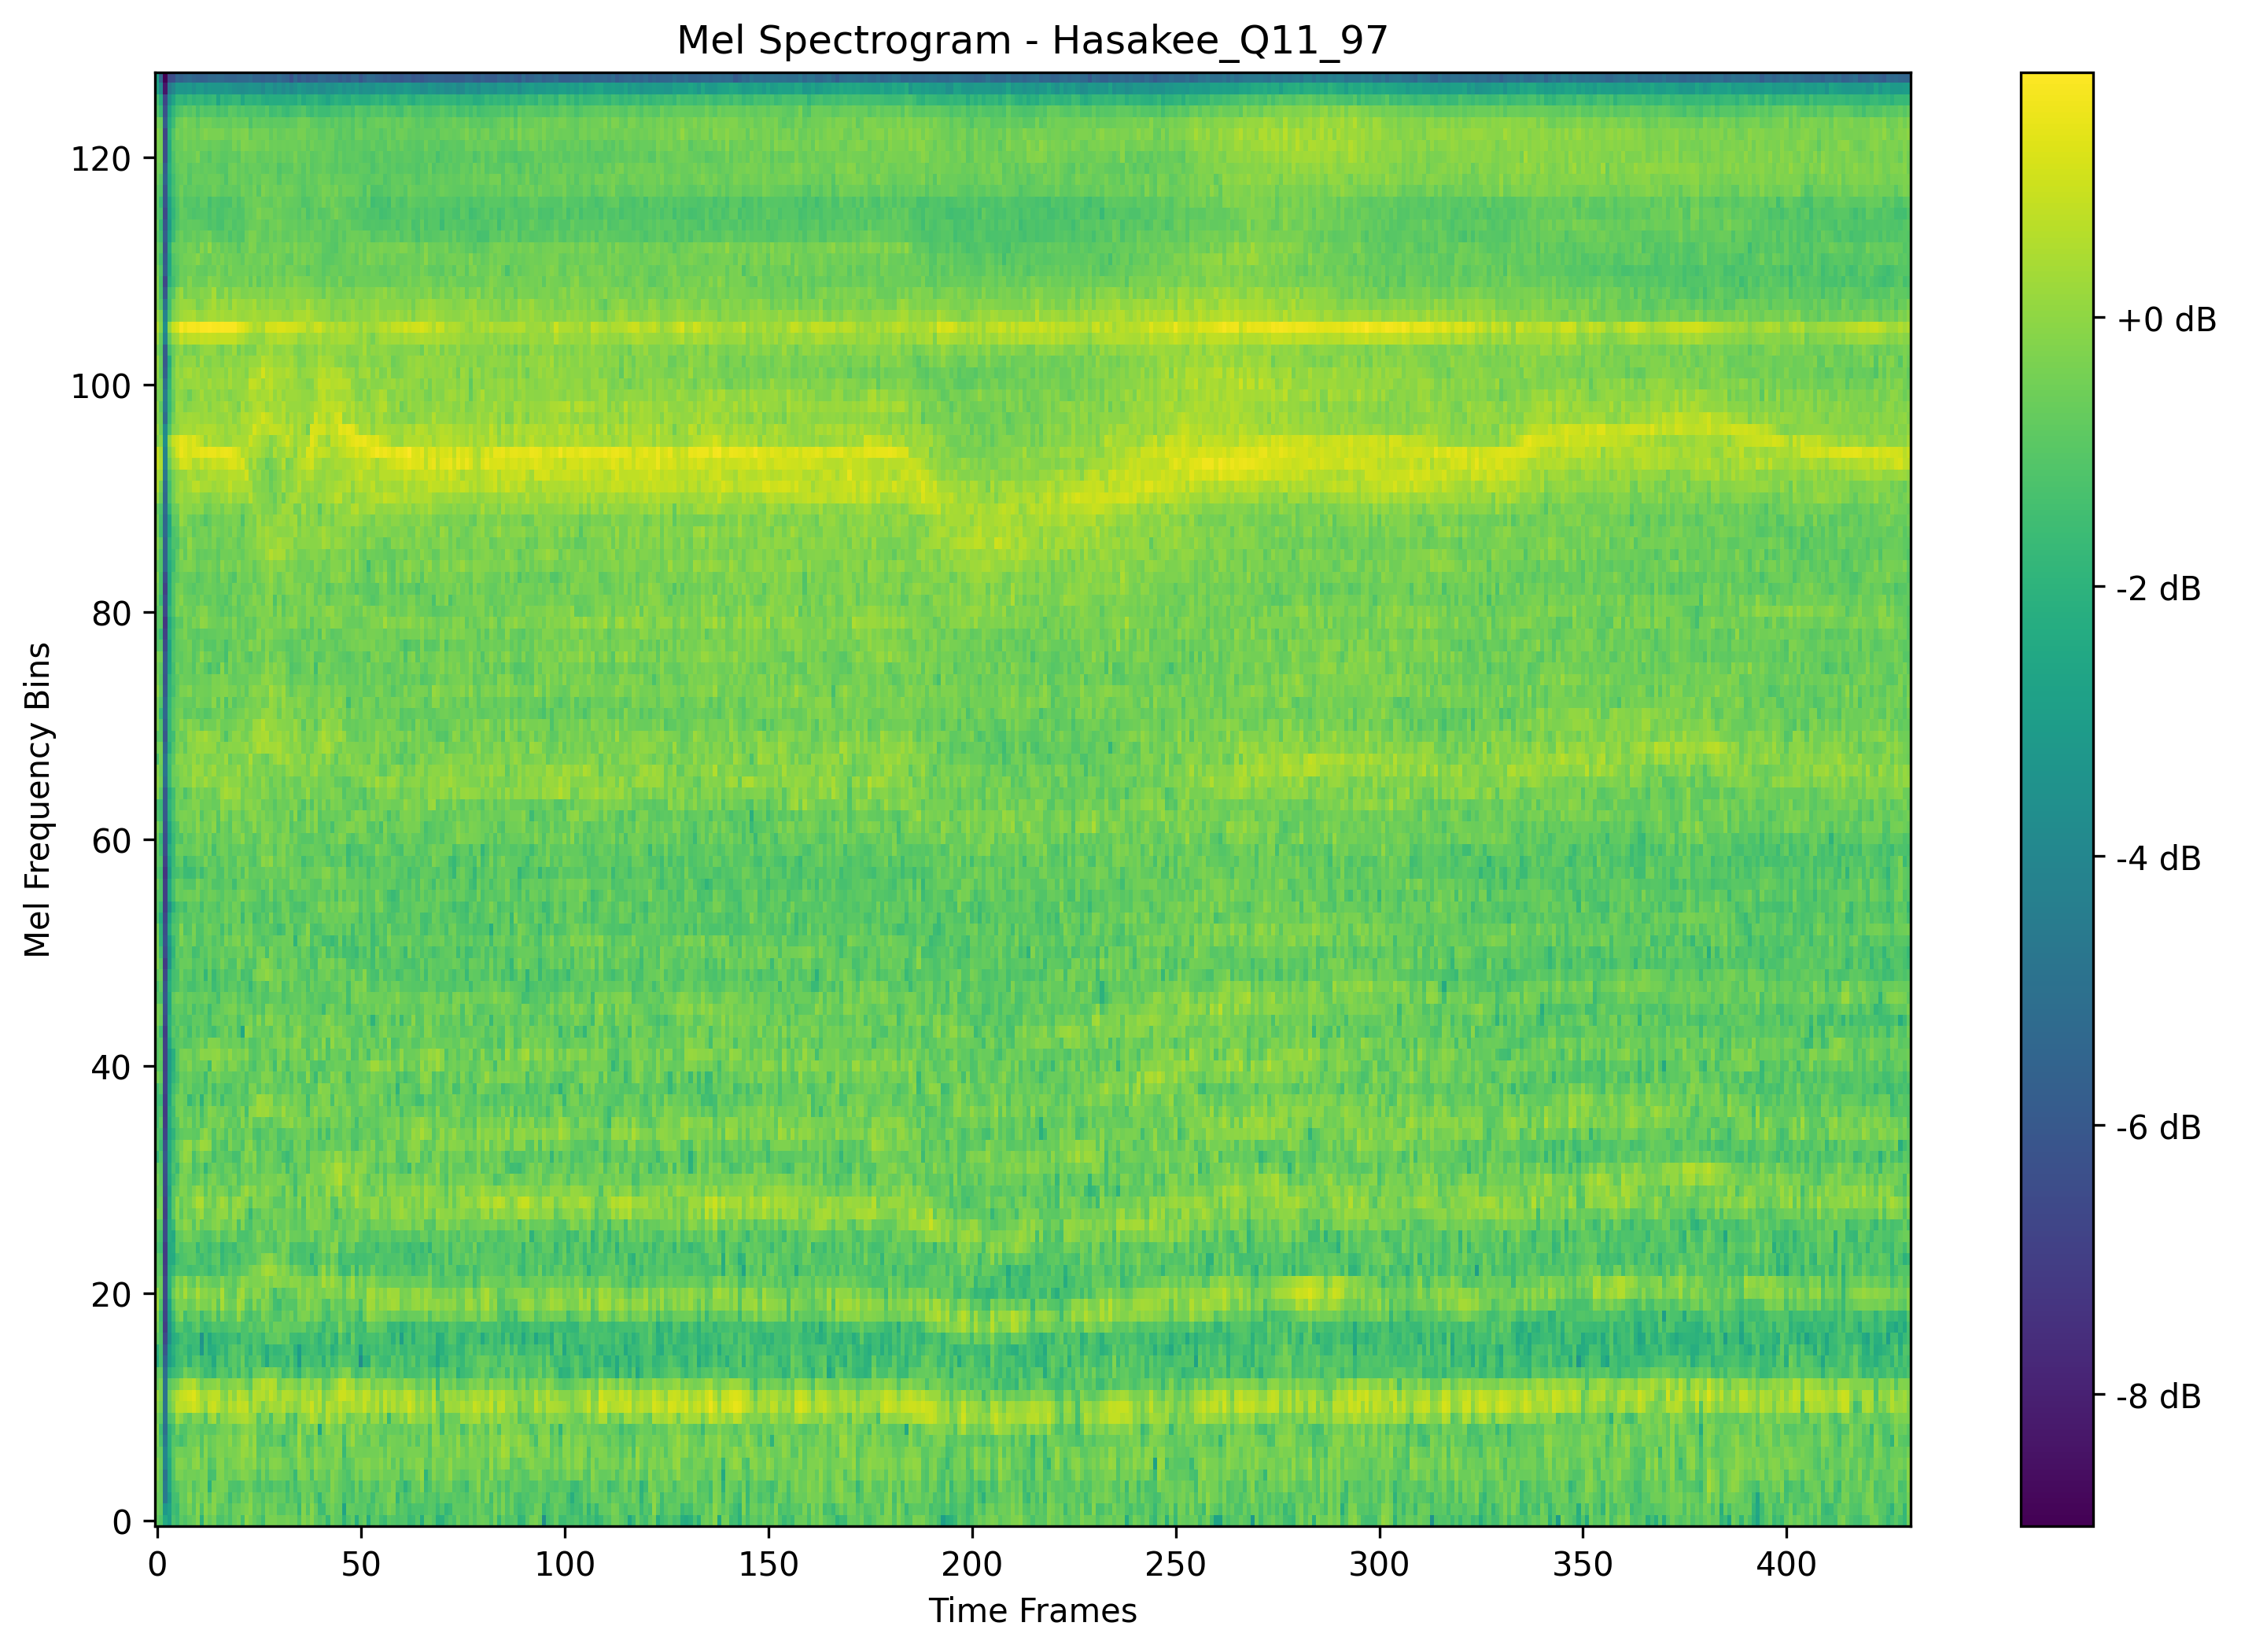 Mel Spectrogram - Hasakee_Q11_97
120
100
80
60
40
20
0
Mel Frequency Bins
0 50 100 150 200 250 300 350 400
Time Frames
+0 dB
-2 dB
-4 dB
-6 dB
-8 dB